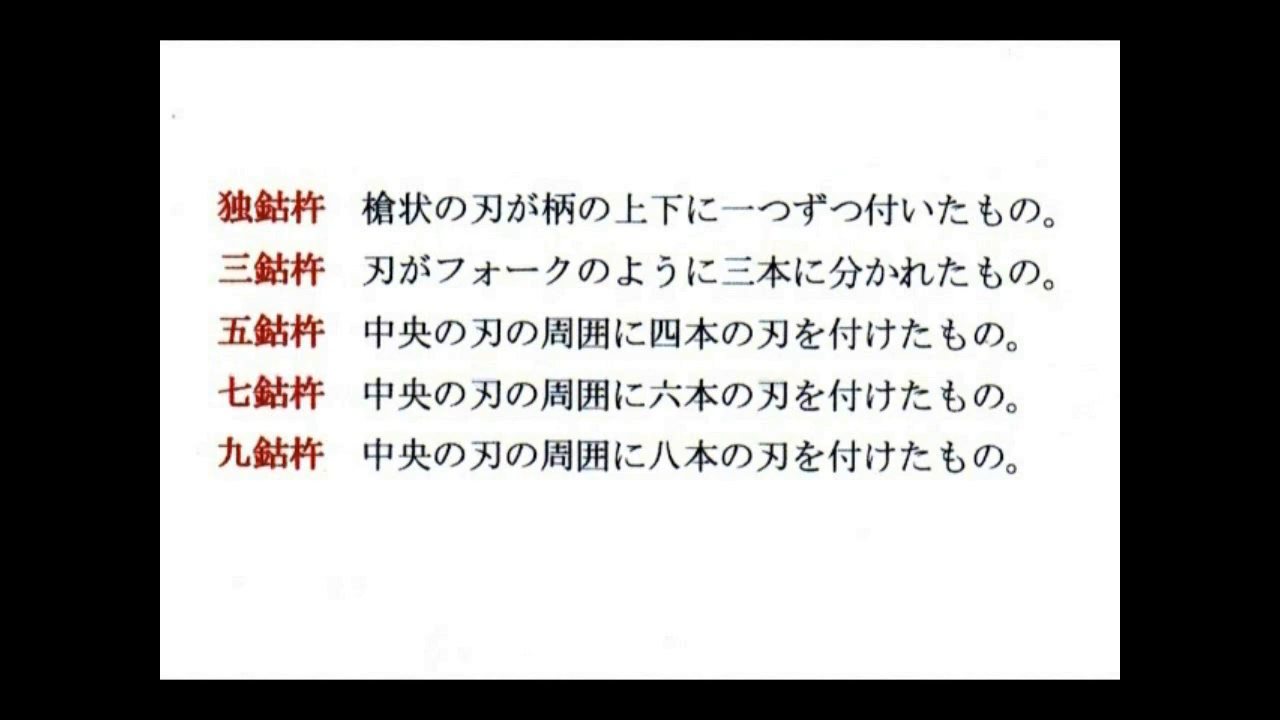 独鈷杵　槍状の刃が柄の上下に一つずつ付いたもの。
三鈷杵　刃がフォークのように三本に分かれたもの。
五鈷杵　中央の刃の周囲に四本の刃を付けたもの。
七鈷杵　中央の刃の周囲に六本の刃を付けたもの。
九鈷杵　中央の刃の周囲に八本の刃を付けたもの。